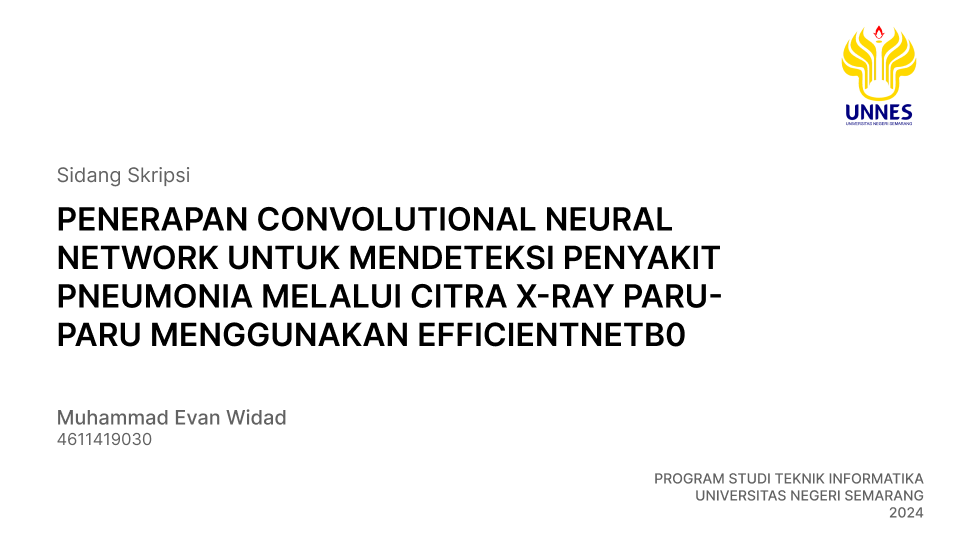 UNNES
UNIVERSITAS NEGERI SEMARANG
Sidang Skripsi
PENERAPAN CONVOLUTIONAL NEURAL
NETWORK UNTUK MENDETEKSI PENYAKIT
PNEUMONIA MELALUI CITRA X-RAY PARU-
PARU MENGGUNAKAN EFFICIENTNETB0
Muhammad Evan Widad
4611419030
PROGRAM STUDI TEKNIK INFORMATIKA
UNIVERSITAS NEGERI SEMARANG
2024